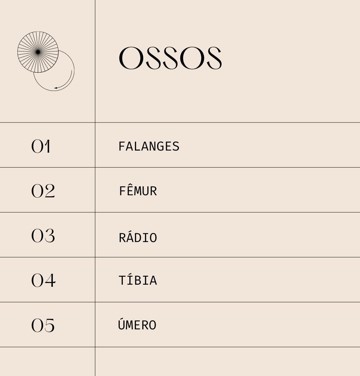 OSSOS
01 FALANGES
02 FÊMUR
03 RÁDIO
04 TÍBIA
05 ÚMERO